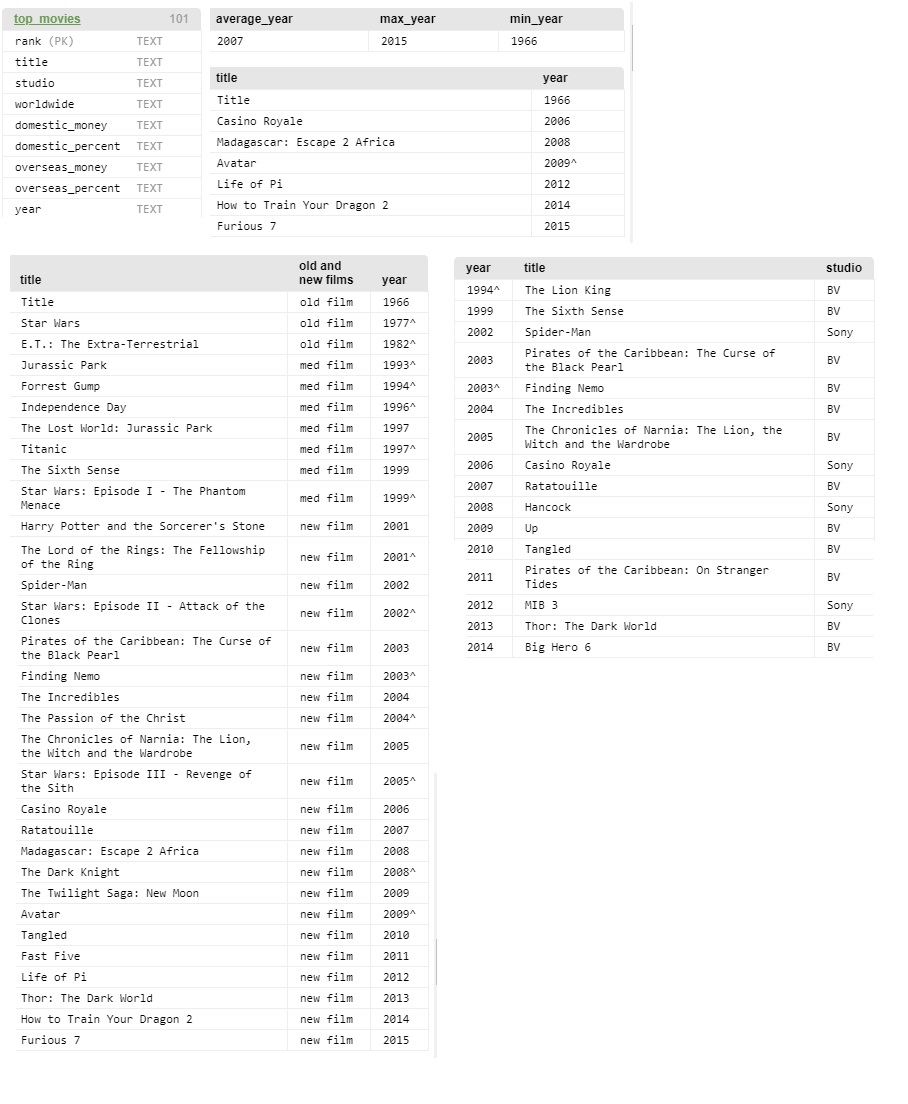 top_movies 101
rank (PK) TEXT
title TEXT
studio TEXT
worldwide TEXT
domestic_money TEXT
domestic_percent TEXT
overseas_money TEXT
overseas_percent TEXT
year TEXT
average_year max_year min_year
2007 2015 1966
title year
Title 1966
Casino Royale 2006
Madagascar: Escape 2 Africa 2008
Avatar 2009^
Life of Pi 2012
How to Train Your Dragon 2 2014
Furious 7 2015
old and
title new films year
Title old film 1966
Star Wars old film 1977^
E.T.: The Extra-Terrestrial old film 1982^
Jurassic Park med film 1993^
Forrest Gump med film 1994^
Independence Day med film 1996^
The Lost World: Jurassic Park med film 1997
Titanic med film 1997^
The Sixth Sense med film 1999
Star Wars: Episode I - The Phantom
Menace med film 1999^
Harry Potter and the Sorcerer's Stone new film 2001
The Lord of the Rings: The Fellowship
of the Ring new film 2001^
Spider-Man new film 2002
Star Wars: Episode II - Attack of the
Clones new film 2002^
Pirates of the Caribbean: The Curse of
the Black Pearl new film 2003
Finding Nemo new film 2003^
The Incredibles new film 2004
The Passion of the Christ new film 2004^
The Chronicles of Narnia: The Lion,
the Witch and the Wardrobe new film 2005
Star Wars: Episode III - Revenge of
the Sith new film 2005^
Casino Royale new film 2006
Ratatouille new film 2007
Madagascar: Escape 2 Africa new film 2008
The Dark Knight new film 2008^
The Twilight Saga: New Moon new film 2009
Avatar new film 2009^
Tangled new film 2010
Fast Five new film 2011
Life of Pi new film 2012
Thor: The Dark World new film 2013
How to Train Your Dragon 2 new film 2014
Furious 7 new film 2015
year title studio
1994^ The Lion King BV
1999 The Sixth Sense BV
2002 Spider-Man Sony
2003 Pirates of the Caribbean: The Curse of
the Black Pearl BV
2003^ Finding Nemo BV
2004 The Incredibles BV
2005 The Chronicles of Narnia: The Lion, the
Witch and the Wardrobe BV
2006 Casino Royale Sony
2007 Ratatouille BV
2008 Hancock Sony
2009 Up BV
2010 Tangled BV
2011 Pirates of the Caribbean: On Stranger
Tides BV
2012 MIB 3 Sony
2013 Thor: The Dark World BV
2014 Big Hero 6 BV